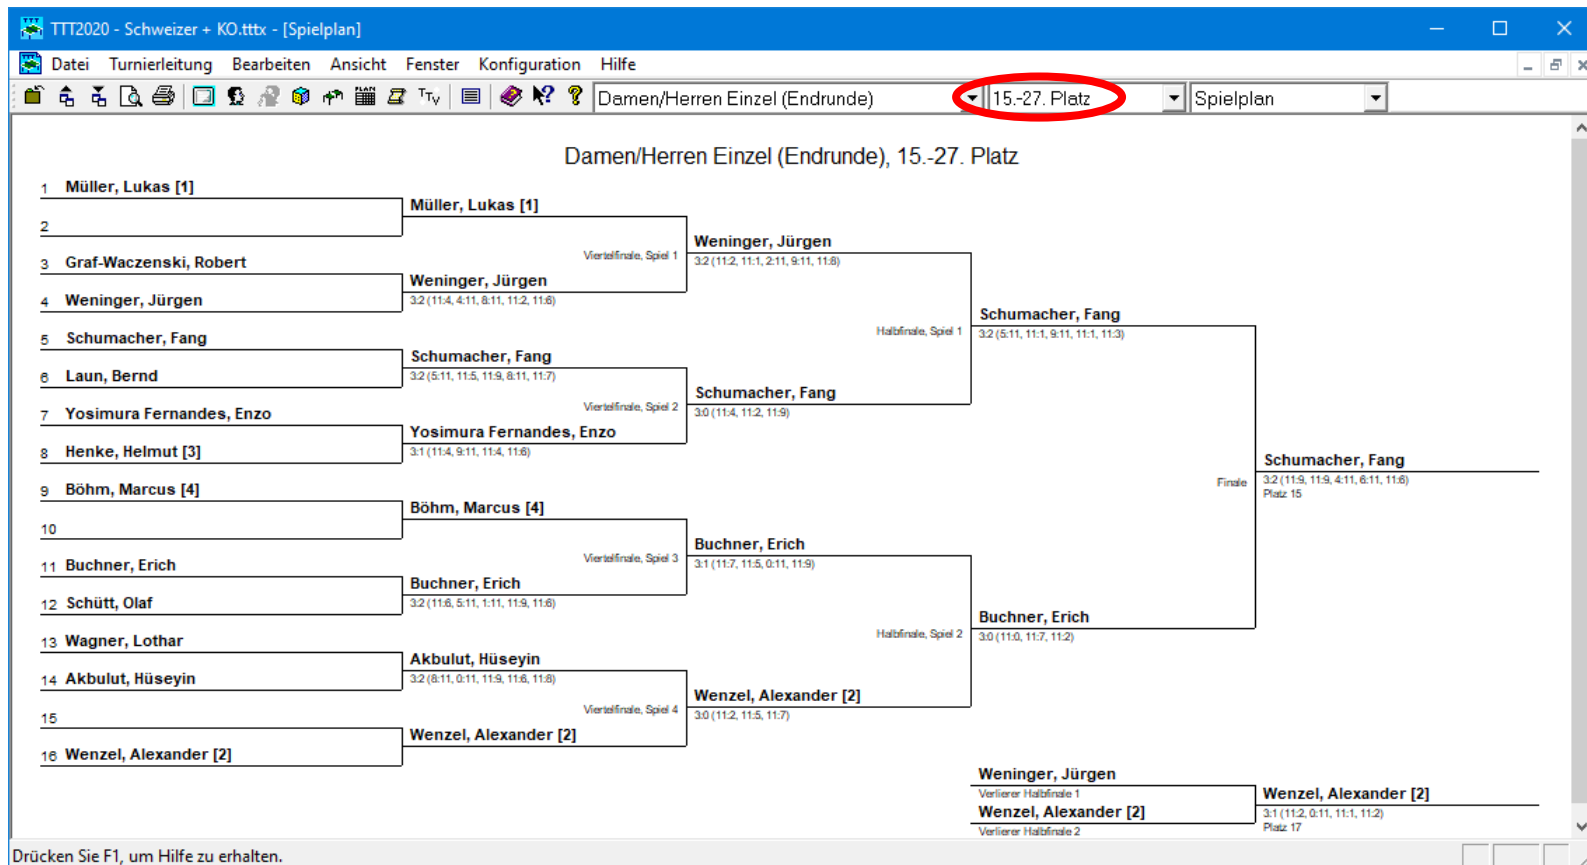 TTT2020 - Schweizer + KO.tttx - [Spielplan]
Datei Turnierleitung Bearbeiten Ansicht Fenster Konfiguration Hilfe
Damen/Herren Einzel (Endrunde) 15.-27. Platz Spielplan
Damen/Herren Einzel (Endrunde), 15.-27. Platz
1 Müller, Lukas [1]
Müller, Lukas [1]
2
Viertelfinale, Spiel 1
Weninger, Jürgen
3:2 (11:2, 11:1, 2:11, 9:11, 11:8)
3 Graf-Waczenski, Robert
Weninger, Jürgen
3:2 (11:4, 4:11, 8:11, 11:2, 11:6)
4 Weninger, Jürgen
Halbfinale, Spiel 1
Schumacher, Fang
3:2 (5:11, 11:1, 9:11, 11:1, 11:3)
5 Schumacher, Fang
Schumacher, Fang
3:2 (5:11, 11:5, 11:9, 8:11, 11:7)
6 Laun, Bernd
Viertelfinale, Spiel 2
Schumacher, Fang
3:0 (11:4, 11:2, 11:9)
7 Yosimura Fernandes, Enzo
Yosimura Fernandes, Enzo
3:1 (11:4, 9:11, 11:4, 11:6)
8 Henke, Helmut [3]
Finale
Schumacher, Fang
3:2 (11:9, 11:9, 4:11, 6:11, 11:6)
Platz 15
9 Böhm, Marcus [4]
Böhm, Marcus [4]
10
Viertelfinale, Spiel 3
Buchner, Erich
3:1 (11:7, 11:5, 0:11, 11:9)
11 Buchner, Erich
Buchner, Erich
3:2 (11:6, 5:11, 1:11, 11:9, 11:6)
12 Schütt, Olaf
Halbfinale, Spiel 2
Buchner, Erich
3:0 (11:0, 11:7, 11:2)
13 Wagner, Lothar
Akbulut, Hüseyin
3:2 (8:11, 0:11, 11:9, 11:6, 11:8)
14 Akbulut, Hüseyin
Viertelfinale, Spiel 4
Wenzel, Alexander [2]
3:0 (11:2, 11:5, 11:7)
15
Wenzel, Alexander [2]
16 Wenzel, Alexander [2]
Weninger, Jürgen
Verlierer Halbfinale 1
Wenzel, Alexander [2]
Verlierer Halbfinale 2
Wenzel, Alexander [2]
3:1 (11:2, 0:11, 11:1, 11:2)
Platz 17
Drücken Sie F1, um Hilfe zu erhalten.